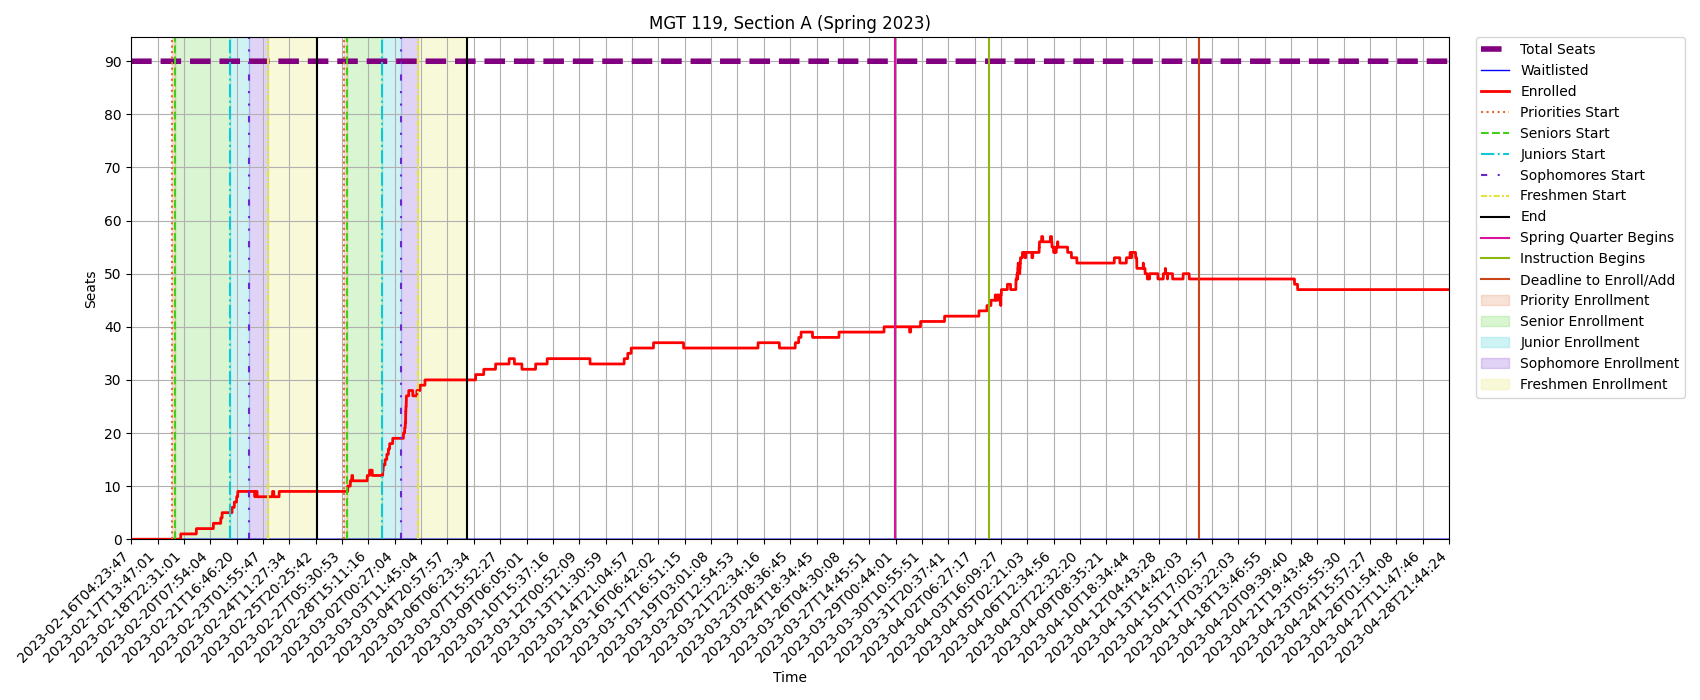 MGT 119, Section A (Spring 2023)
Seats
90
80
70
60
50
40
30
20
10
0
2023-02-16T04:23:47
2023-02-17T13:47:01
2023-02-18T22:31:01
2023-02-20T07:54:04
2023-02-21T16:46:20
2023-02-23T01:55:47
2023-02-24T11:27:34
2023-02-25T20:25:42
2023-02-27T05:30:53
2023-02-28T15:11:16
2023-03-02T00:27:04
2023-03-03T11:45:04
2023-03-04T20:57:57
2023-03-06T06:23:34
2023-03-07T15:52:27
2023-03-09T06:05:01
2023-03-10T15:37:16
2023-03-12T00:52:09
2023-03-13T11:30:59
2023-03-14T21:04:57
2023-03-16T06:42:02
2023-03-17T16:51:15
2023-03-19T03:01:08
2023-03-20T12:54:53
2023-03-21T22:34:16
2023-03-23T08:36:45
2023-03-24T18:34:45
2023-03-26T04:30:08
2023-03-27T14:45:51
2023-03-29T00:44:01
2023-03-30T10:55:51
2023-03-31T20:37:41
2023-04-02T06:27:17
2023-04-03T16:09:27
2023-04-05T02:21:03
2023-04-06T12:34:56
2023-04-07T22:32:20
2023-04-09T08:35:21
2023-04-10T18:34:44
2023-04-12T04:43:28
2023-04-13T14:42:03
2023-04-15T17:02:57
2023-04-17T03:22:03
2023-04-18T13:46:55
2023-04-20T09:39:40
2023-04-21T19:43:48
2023-04-23T05:55:30
2023-04-24T15:57:27
2023-04-26T01:54:08
2023-04-27T11:47:46
2023-04-28T21:44:24
Time
Total Seats
Waitlisted
Enrolled
Priorities Start
Seniors Start
Juniors Start
Sophomores Start
Freshmen Start
End
Spring Quarter Begins
Instruction Begins
Deadline to Enroll/Add
Priority Enrollment
Senior Enrollment
Junior Enrollment
Sophomore Enrollment
Freshmen Enrollment